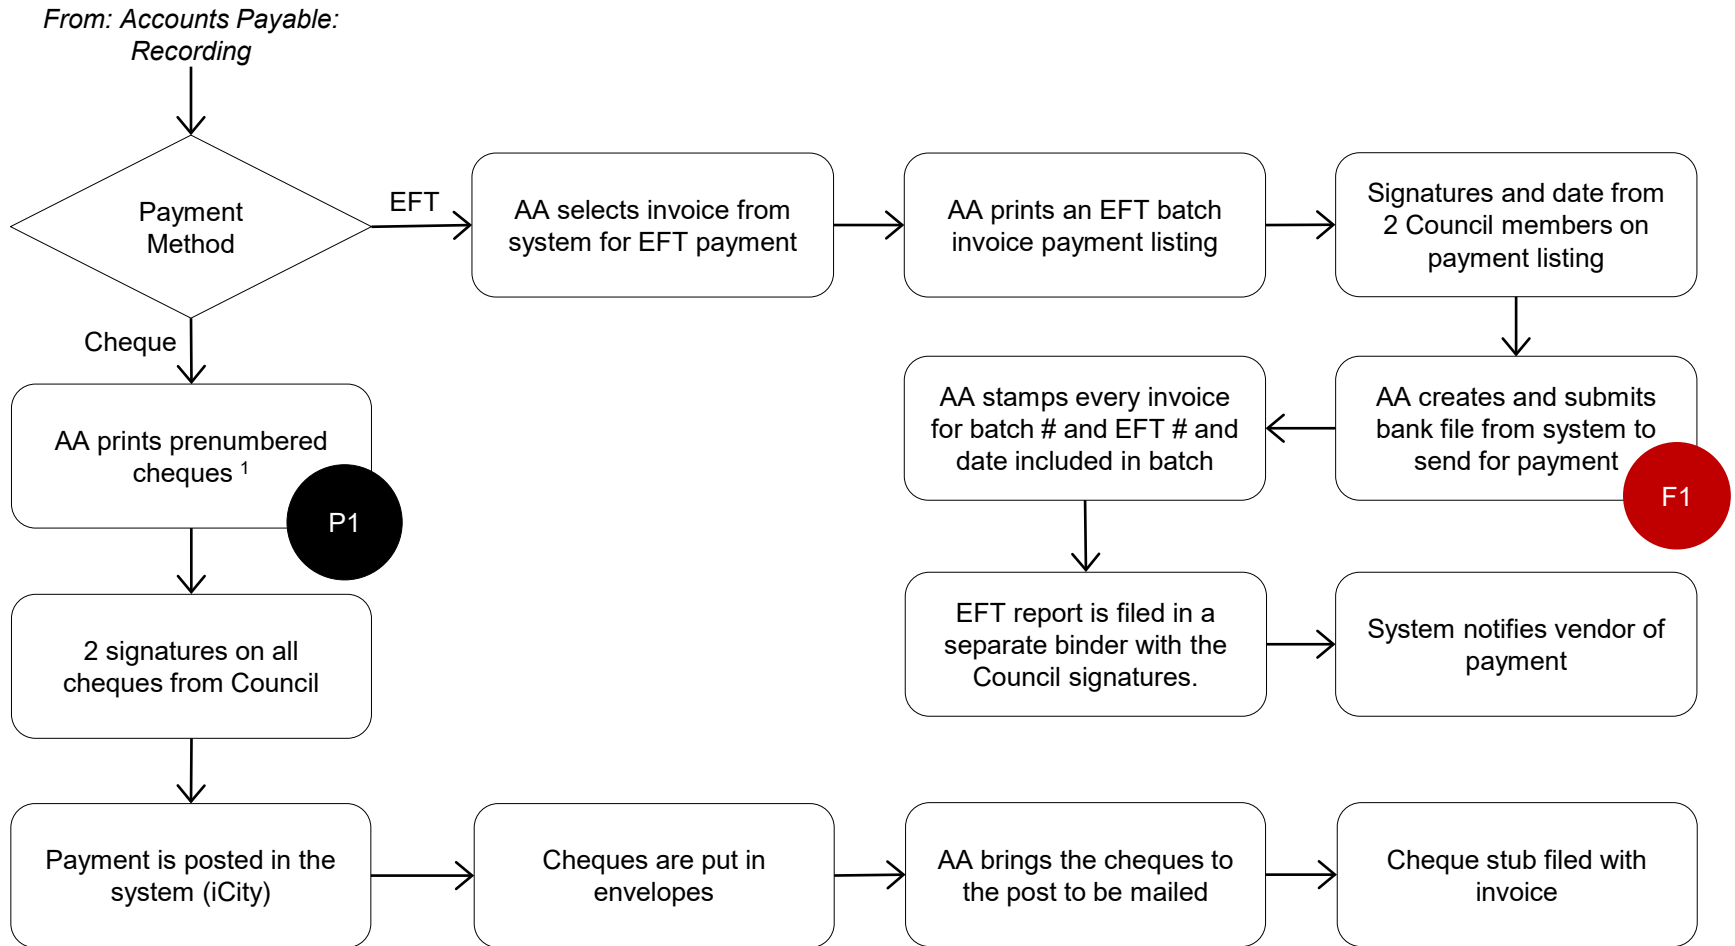 From: Accounts Payable:
Recording
Payment
Method
EFT
AA selects invoice from
system for EFT payment
AA prints an EFT batch
invoice payment listing
Signatures and date from
2 Council members on
payment listing
Cheque
AA stamps every invoice
for batch # and EFT # and
date included in batch
AA creates and submits
bank file from system to
send for payment
F1
AA prints prenumbered
cheques 1
P1
EFT report is filed in a
separate binder with the
Council signatures.
System notifies vendor of
payment
2 signatures on all
cheques from Council
Payment is posted in the
system (iCity)
Cheques are put in
envelopes
AA brings the cheques to
the post to be mailed
Cheque stub filed with
invoice